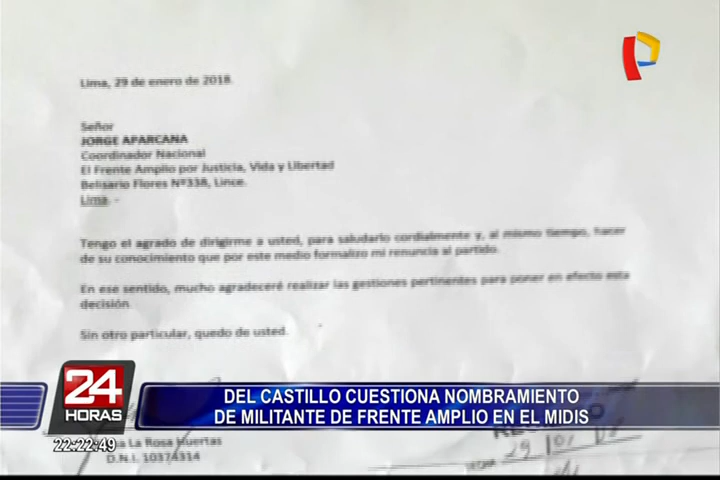 Lima, 29 de enero de 2018.
Señor
JORGE APARCANA
Coordinador Nacional
El Frente Amplio por Justicia, Vida y Libertad
Belisario Flores Nº338, Lince.
Lima.-
Tengo el agrado de dirigirme a usted, para saludarlo cordialmente y, al mismo tiempo, hacer
de su conocimiento que por este medio formalizo mi renuncia al partido.
En ese sentido, mucho agradeceré realizar las gestiones pertinentes para poner en efecto esta
decisión.
Sin otro particular, quedo de usted.
24
HORAS
DEL CASTILLO CUESTIONA NOMBRAMIENTO
DE MILITANTE DE FRENTE AMPLIO EN EL MIDIS
22:22:49
La Rosa Huertas
D.N.I. 10374314
29 01